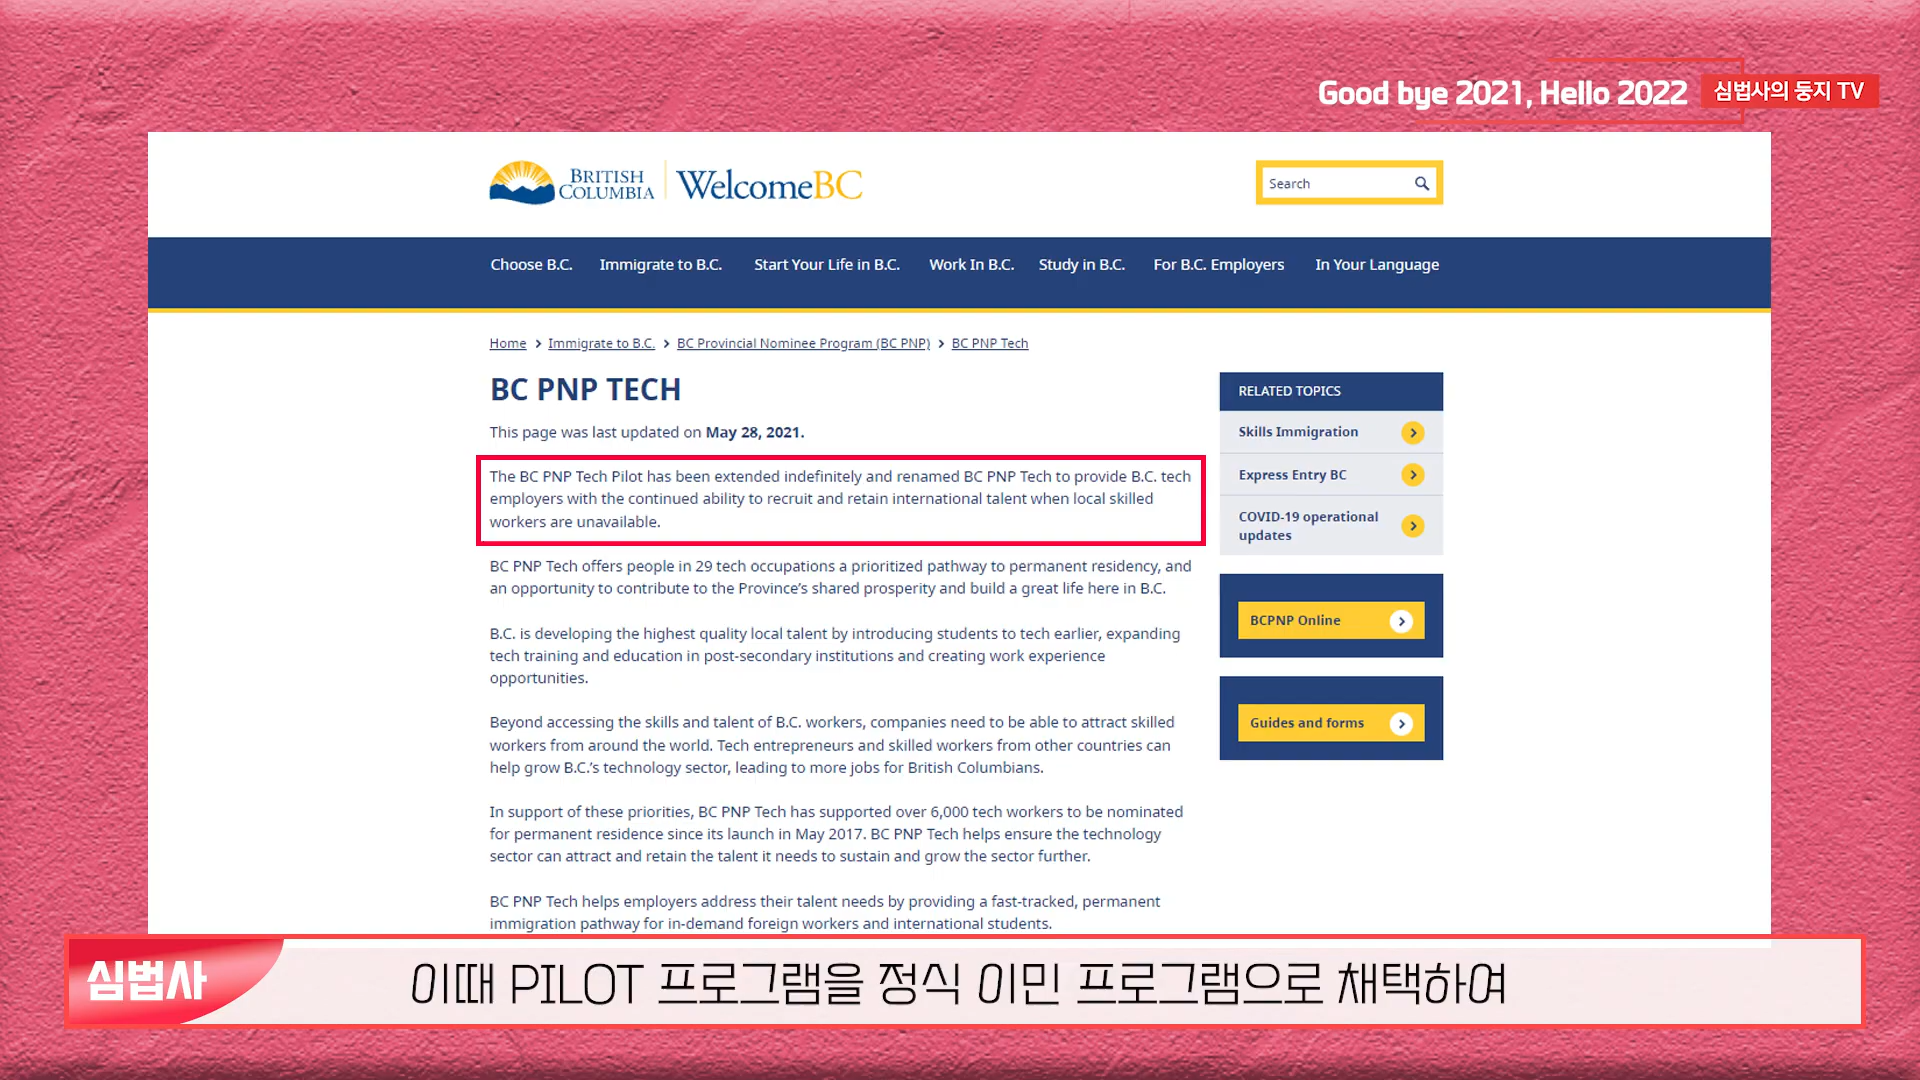 Good bye 2021, Hello 2022 심법사의 둥지 TV
BRITISH COLUMBIA WelcomeBC
Search
Choose B.C. Immigrate to B.C. Start Your Life in B.C. Work In B.C. Study in B.C. For B.C. Employers In Your Language
Home > Immigrate to B.C. > BC Provincial Nominee Program (BC PNP) > BC PNP Tech
BC PNP TECH
This page was last updated on May 28, 2021.
The BC PNP Tech Pilot has been extended indefinitely and renamed BC PNP Tech to provide B.C. tech
employers with the continued ability to recruit and retain international talent when local skilled
workers are unavailable.
BC PNP Tech offers people in 29 tech occupations a prioritized pathway to permanent residency, and
an opportunity to contribute to the Province's shared prosperity and build a great life here in B.C.
B.C. is developing the highest quality local talent by introducing students to tech earlier, expanding
tech training and education in post-secondary institutions and creating work experience
opportunities.
Beyond accessing the skills and talent of B.C. workers, companies need to be able to attract skilled
workers from around the world. Tech entrepreneurs and skilled workers from other countries can
help grow B.C.'s technology sector, leading to more jobs for British Columbians.
In support of these priorities, BC PNP Tech has supported over 6,000 tech workers to be nominated
for permanent residence since its launch in May 2017. BC PNP Tech helps ensure the technology
sector can attract and retain the talent it needs to sustain and grow the sector further.
BC PNP Tech helps employers address their talent needs by providing a fast-tracked, permanent
immigration pathway for in-demand foreign workers and international students.
RELATED TOPICS
Skills Immigration
Express Entry BC
COVID-19 operational
updates
BCPNP Online
Guides and forms
심법사
이때 PILOT 프로그램을 정식 이민 프로그램으로 채택하여